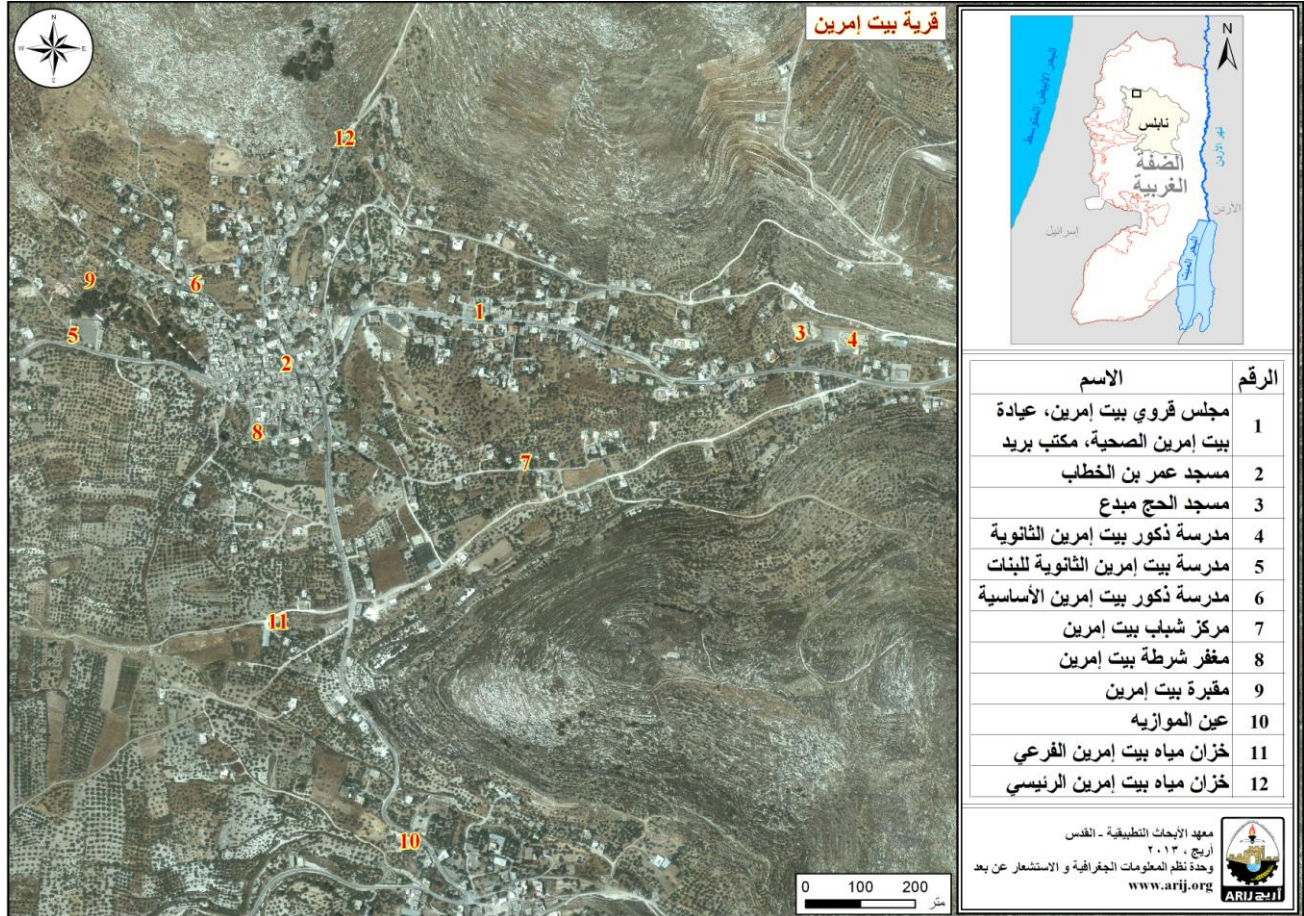 قرية بيت إمرين
N
E
S
W
12
9
6
1
3
4
5
2
8
7
11
10
0 100 200
متر
N
البحر الابيض المتوسط
نابلس
نهر الاردن
الضفة
الغربية
الأردن
إسرائيل
البحر الميت
الرقم الاسم
1 مجلس قروي بيت إمرين، عيادة
بيت إمرين الصحية، مكتب بريد
2 مسجد عمر بن الخطاب
3 مسجد الحج مبدع
4 مدرسة ذكور بيت إمرين الثانوية
5 مدرسة بيت إمرين الثانوية للبنات
6 مدرسة ذكور بيت إمرين الأساسية
7 مركز شباب بيت إمرين
8 مغفر شرطة بيت إمرين
9 مقبرة بيت إمرين
10 عين الموازيه
11 خزان مياه بيت إمرين الفرعي
12 خزان مياه بيت إمرين الرئيسي
معهد الأبحاث التطبيقية - القدس
أريج ، ٢٠١٣
وحدة نظم المعلومات الجغرافية و الاستشعار عن بعد
www.arij.org
ARIJ أريج